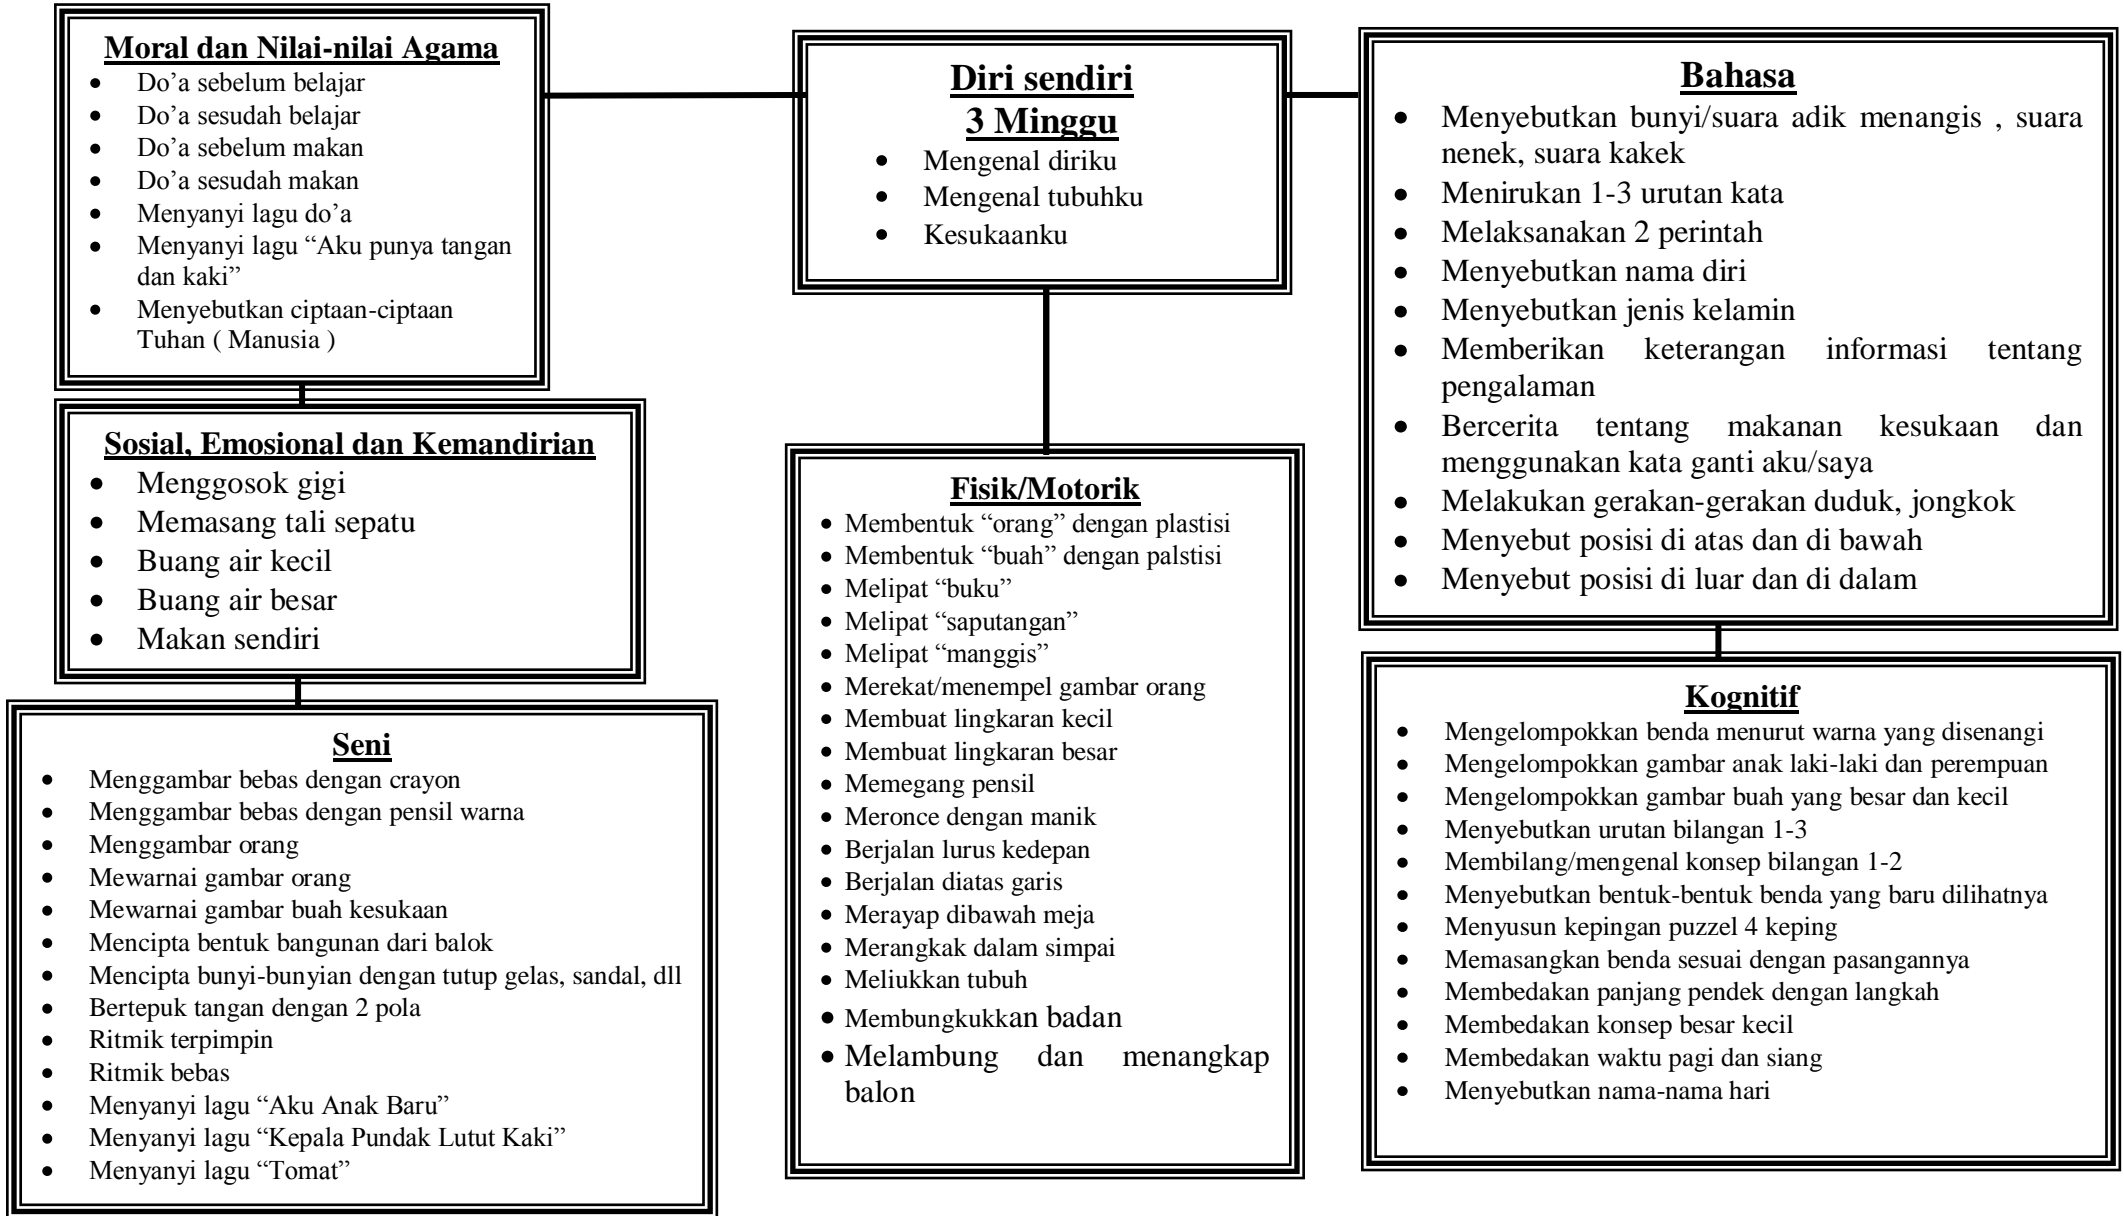 Moral dan Nilai-nilai Agama
• Do’a sebelum belajar
• Do’a sesudah belajar
• Do’a sebelum makan
• Do’a sesudah makan
• Menyanyi lagu do’a
• Menyanyi lagu “Aku punya tangan
dan kaki”
• Menyebutkan ciptaan-ciptaan
Tuhan ( Manusia )
Sosial, Emosional dan Kemandirian
• Menggosok gigi
• Memasang tali sepatu
• Buang air kecil
• Buang air besar
• Makan sendiri
Seni
• Menggambar bebas dengan crayon
• Menggambar bebas dengan pensil warna
• Menggambar orang
• Mewarnai gambar orang
• Mewarnai gambar buah kesukaan
• Mencipta bentuk bangunan dari balok
• Mencipta bunyi-bunyian dengan tutup gelas, sandal, dll
• Bertepuk tangan dengan 2 pola
• Ritmik terpimpin
• Ritmik bebas
• Menyanyi lagu “Aku Anak Baru”
• Menyanyi lagu “Kepala Pundak Lutut Kaki”
• Menyanyi lagu “Tomat”
Diri sendiri
3 Minggu
• Mengenal diriku
• Mengenal tubuhku
• Kesukaanku
Fisik/Motorik
• Membentuk “orang” dengan plastisi
• Membentuk “buah” dengan palstisi
• Melipat “buku”
• Melipat “saputangan”
• Melipat “manggis”
• Merekat/menempel gambar orang
• Membuat lingkaran kecil
• Membuat lingkaran besar
• Memegang pensil
• Meronce dengan manik
• Berjalan lurus kedepan
• Berjalan diatas garis
• Merayap dibawah meja
• Merangkak dalam simpai
• Meliukkan tubuh
• Membungkukkan badan
• Melambung dan menangkap
balon
Bahasa
• Menyebutkan bunyi/suara adik menangis , suara
nenek, suara kakek
• Menirukan 1-3 urutan kata
• Melaksanakan 2 perintah
• Menyebutkan nama diri
• Menyebutkan jenis kelamin
• Memberikan keterangan informasi tentang
pengalaman
• Bercerita tentang makanan kesukaan dan
menggunakan kata ganti aku/saya
• Melakukan gerakan-gerakan duduk, jongkok
• Menyebut posisi di atas dan di bawah
• Menyebut posisi di luar dan di dalam
Kognitif
• Mengelompokkan benda menurut warna yang disenangi
• Mengelompokkan gambar anak laki-laki dan perempuan
• Mengelompokkan gambar buah yang besar dan kecil
• Menyebutkan urutan bilangan 1-3
• Membilang/mengenal konsep bilangan 1-2
• Menyebutkan bentuk-bentuk benda yang baru dilihatnya
• Menyusun kepingan puzzel 4 keping
• Memasangkan benda sesuai dengan pasangannya
• Membedakan panjang pendek dengan langkah
• Membedakan konsep besar kecil
• Membedakan waktu pagi dan siang
• Menyebutkan nama-nama hari